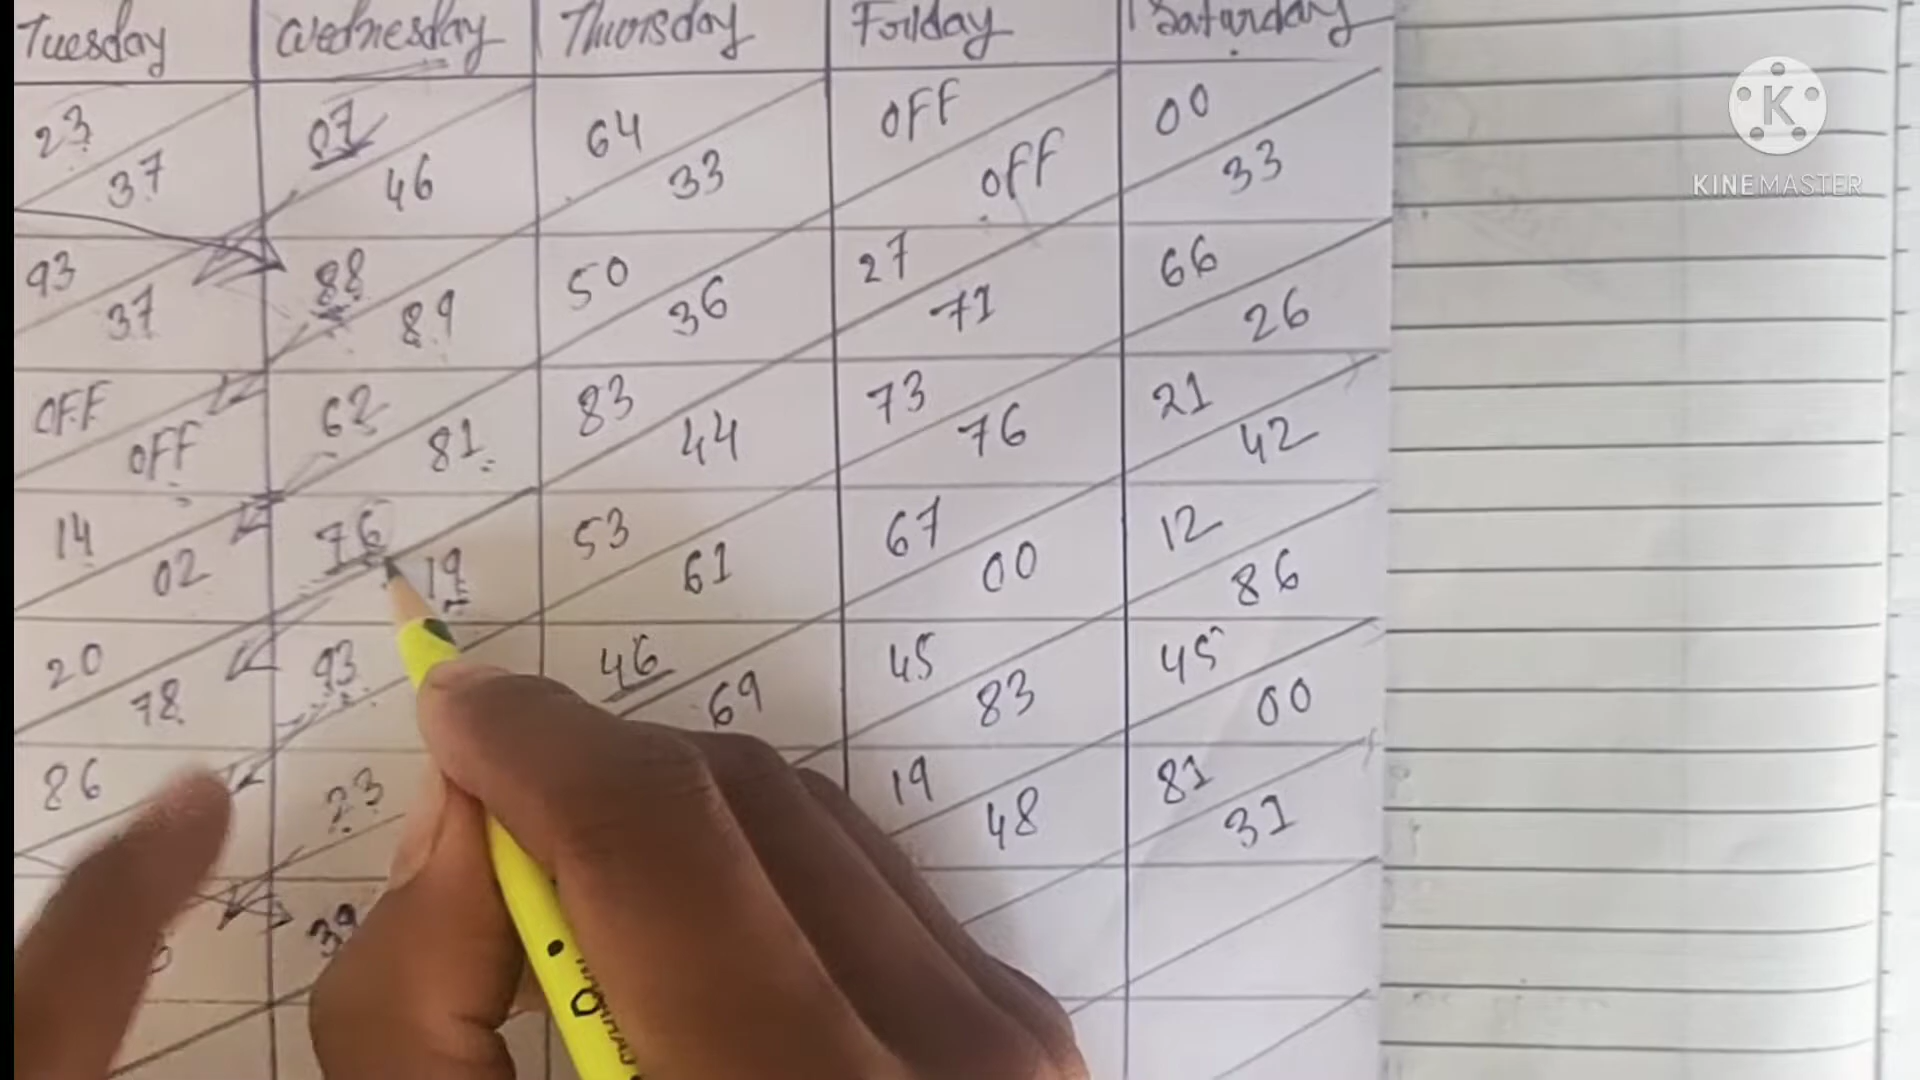 Tuesday Wednesday Thursday Friday Saturday
23 07 64 OFF 00
37 46 33 OFF 33
93 88 50 27 66
37 89 36 71 26
OFF 62 83 73 21
OFF 81 44 76 42
14 76 53 67 12
02 19 61 00 86
20 93 46 45 45
78 69 83 00
86 23 19 81
48 31
39
K
KINEMASTER